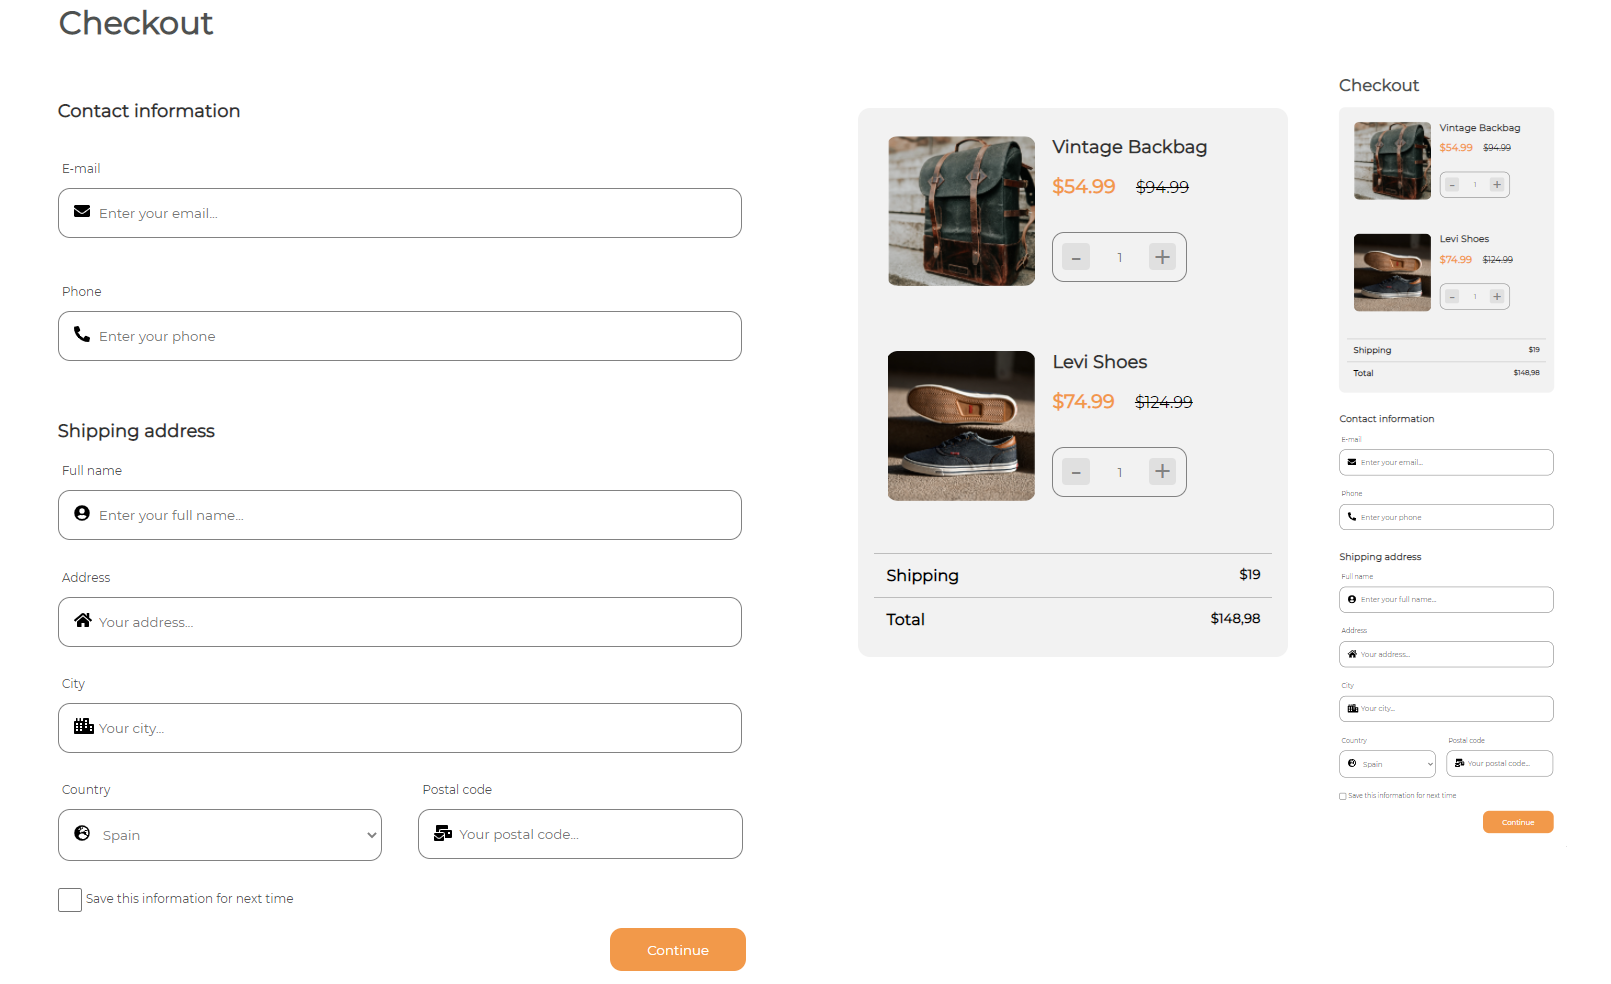 Checkout
Contact information
E-mail
Enter your email...
Phone
Enter your phone
Shipping address
Full name
Enter your full name...
Address
Your address...
City
Your city...
Country
Postal code
Spain
Your postal code...
Save this information for next time
Continue
Vintage Backbag
$54.99 $94.99
- 1 +
Levi Shoes
$74.99 $124.99
- 1 +
Shipping $19
Total $148,98
Checkout
Vintage Backbag
$54.99 $94.99
- 1 +
Levi Shoes
$74.99 $124.99
- 1 +
Shipping $19
Total $148,98
Contact information
E-mail
Enter your email...
Phone
Enter your phone
Shipping address
Full name
Enter your full name...
Address
Your address...
City
Your city...
Country
Postal code
Spain
Your postal code...
Save this information for next time
Continue